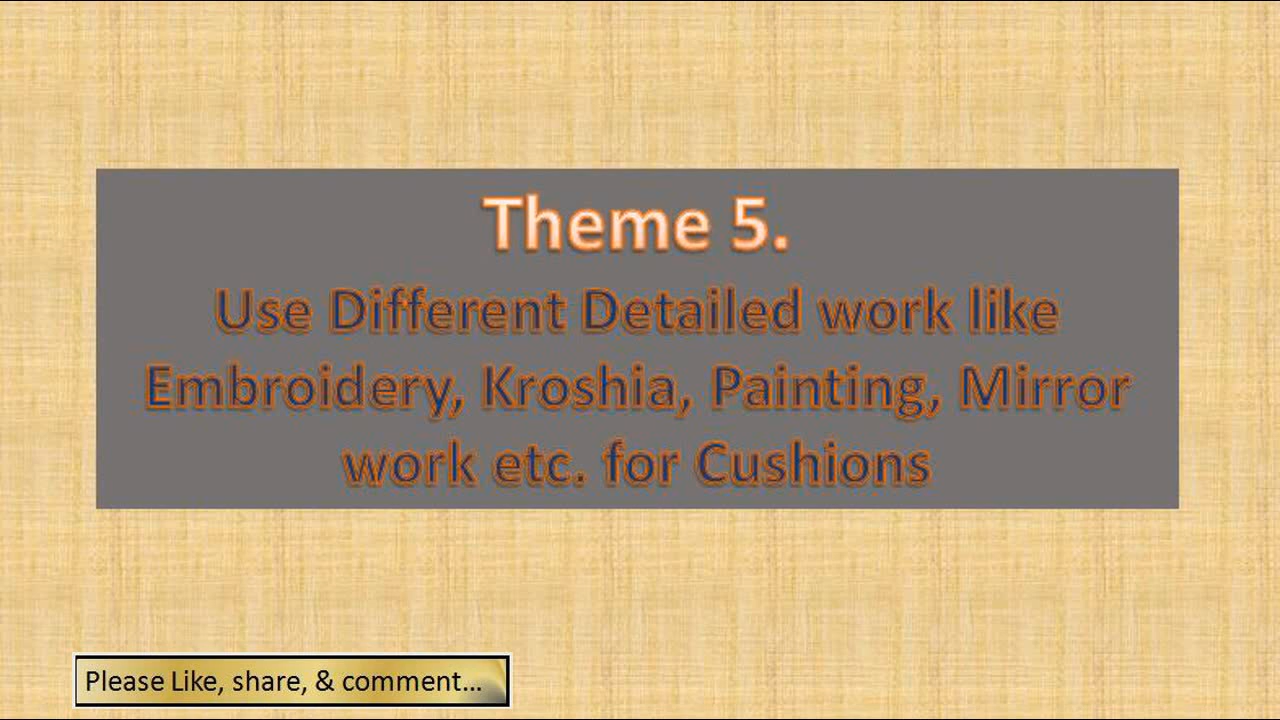 Theme 5.
Use Different Detailed work like
Embroidery, Kroshia, Painting, Mirror
work etc. for Cushions
Please Like, share, & comment...